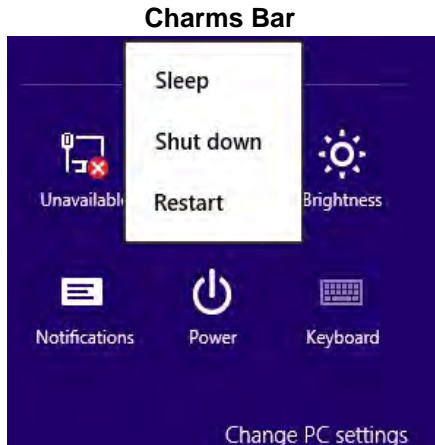 Charms Bar
Sleep
Shut down
Restart
Unavailabl
Brightness
Notifications
Power
Keyboard
Change PC settings